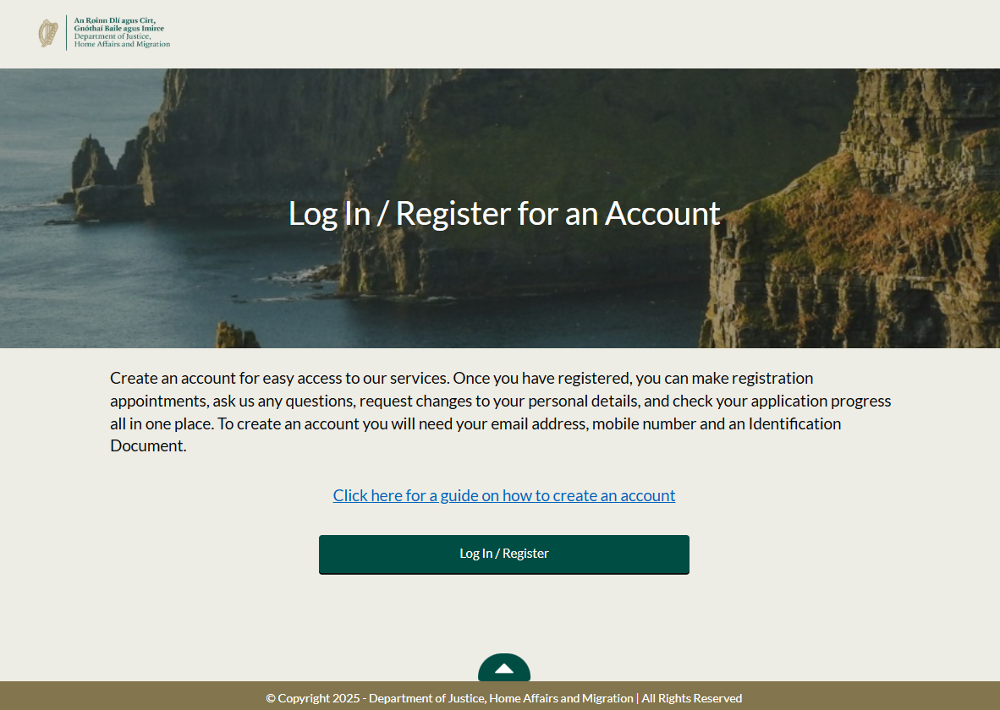 An Roinn Dlí agus Cirt,
Gnóthaí Baile agus Imirce
Department of Justice,
Home Affairs and Migration
Log In / Register for an Account
Create an account for easy access to our services. Once you have registered, you can make registration
appointments, ask us any questions, request changes to your personal details, and check your application progress
all in one place. To create an account you will need your email address, mobile number and an Identification
Document.
Click here for a guide on how to create an account
Log In / Register
© Copyright 2025 - Department of Justice, Home Affairs and Migration | All Rights Reserved